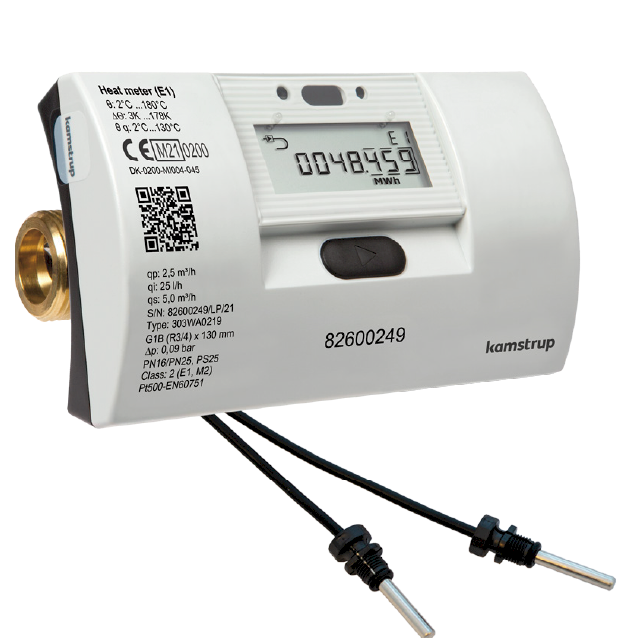 Heat meter (E1)
θ: 2°C ...180°C
ΔΘ: 3K ...178K
θ q: 2°C...130°C
CE M21 0200
DK-0200-MI004-045
kamstrup
E1
0048.459
MWh
qp: 2,5 m³/h
qi: 25 l/h
qs: 5,0 m³/h
S/N: 82600249/LP/21
Type: 303WA0219
G1B (R3/4) x 130 mm
Δp: 0,09 bar
PN16/PN25, PS25
Class: 2 (E1, M2)
Pt500-EN60751
82600249
kamstrup